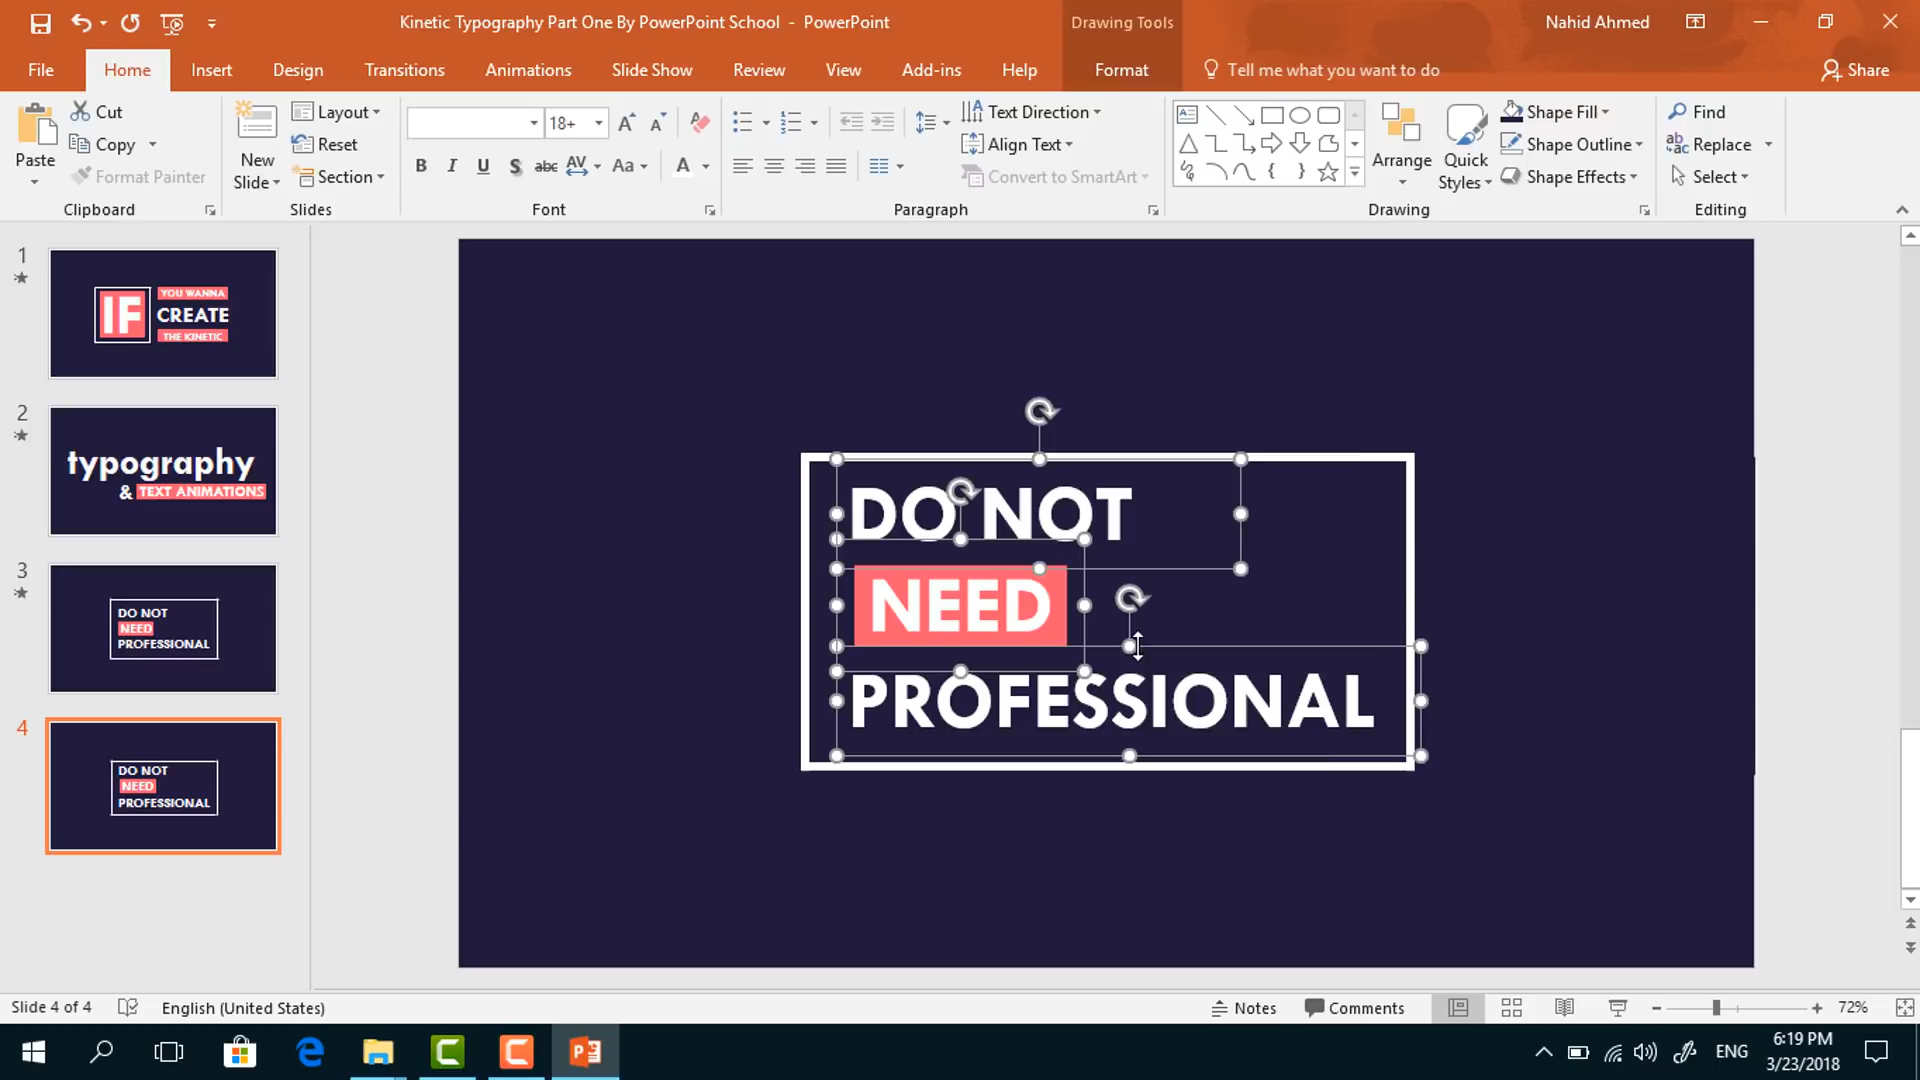 Kinetic Typography Part One By PowerPoint School - PowerPoint
Drawing Tools
Nahid Ahmed
File
Home
Insert
Design
Transitions
Animations
Slide Show
Review
View
Add-ins
Help
Format
Tell me what you want to do
Share
Paste
Cut
Copy
Format Painter
Clipboard
New
Slide
Layout
Reset
Section
Slides
18+
B I U S abc AV Aa A
Font
Text Direction
Align Text
Convert to SmartArt
Paragraph
Arrange
Quick
Styles
Shape Fill
Shape Outline
Shape Effects
Drawing
Find
Replace
Select
Editing
1
IF
YOU WANNA
CREATE
THE KINETIC
2
typography
& TEXT ANIMATIONS
3
DO NOT
NEED
PROFESSIONAL
4
DO NOT
NEED
PROFESSIONAL
DO NOT
NEED
PROFESSIONAL
Slide 4 of 4
English (United States)
Notes
Comments
72%
ENG
6:19 PM
3/23/2018